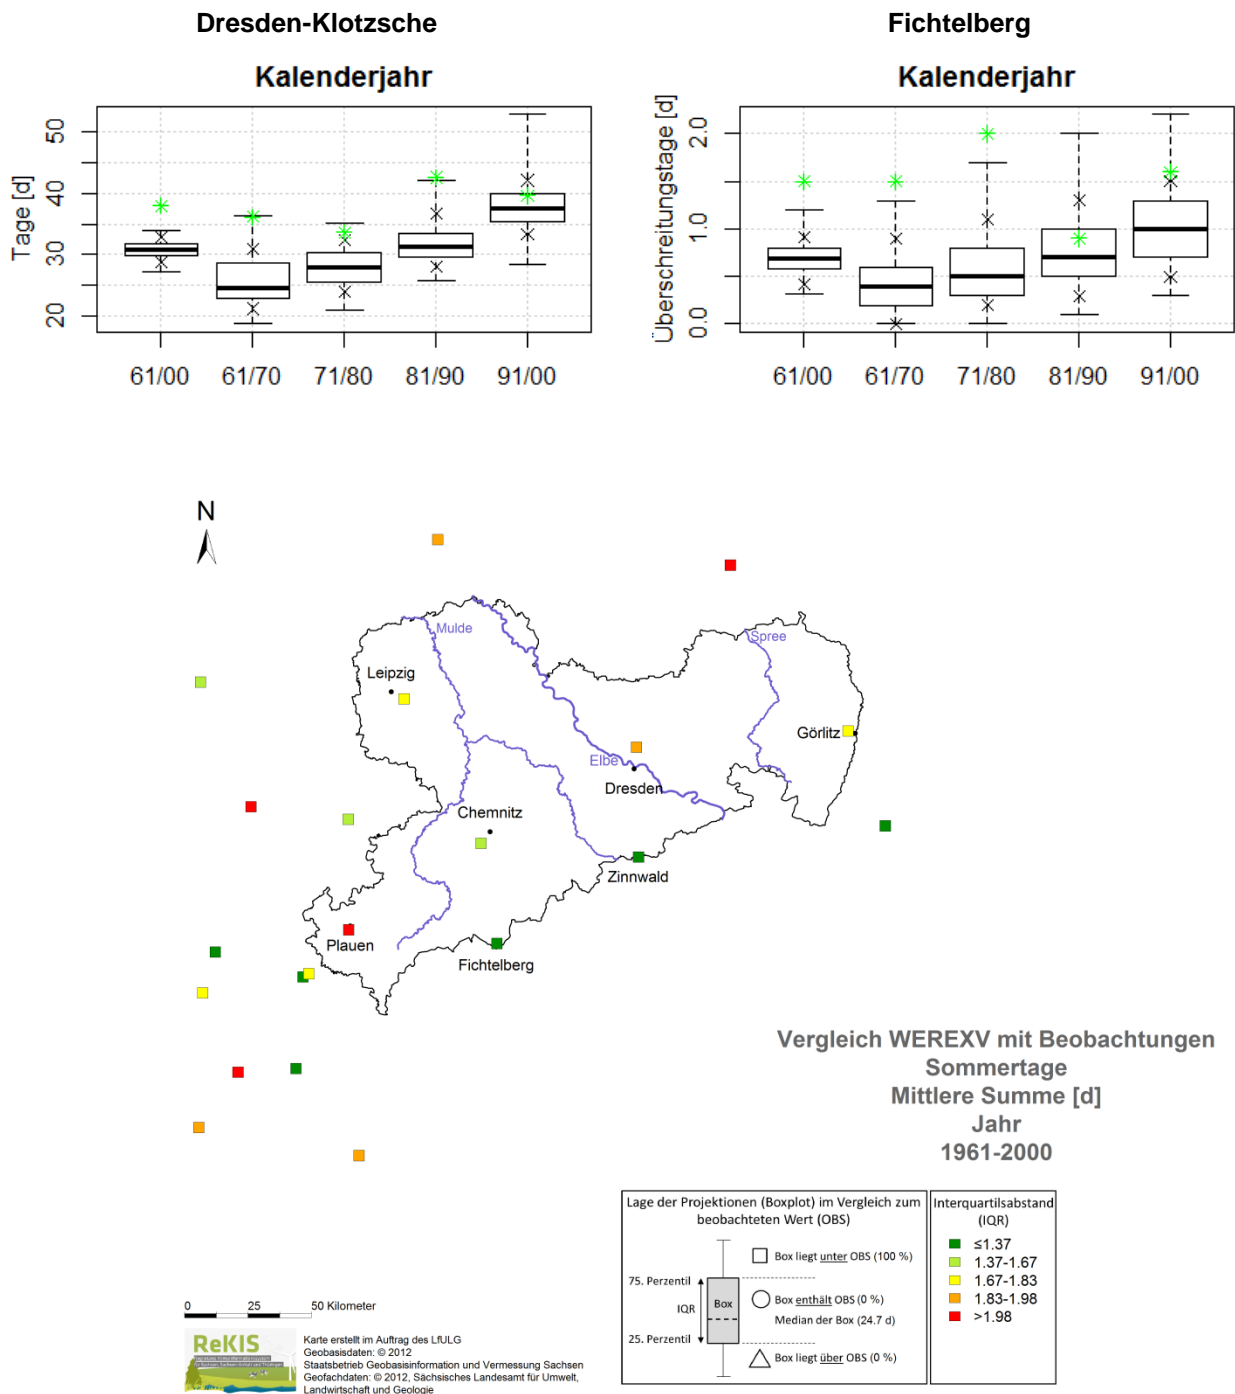 Dresden-Klotzsche
Fichtelberg
Kalenderjahr
Kalenderjahr
Tage [d]
50
40
30
20
61/00 61/70 71/80 81/90 91/00
Überschreitungstage [d]
2.0
1.0
0.0
61/00 61/70 71/80 81/90 91/00
N
Mulde
Spree
Leipzig
Görlitz
Elbe
Dresden
Chemnitz
Zinnwald
Plauen
Fichtelberg
Vergleich WEREXV mit Beobachtungen
Sommertage
Mittlere Summe [d]
Jahr
1961-2000
Lage der Projektionen (Boxplot) im Vergleich zum
beobachteten Wert (OBS)
Box liegt unter OBS (100 %)
75. Perzentil
IQR
Box
Box enthält OBS (0 %)
Median der Box (24.7 d)
25. Perzentil
Box liegt über OBS (0 %)
Interquartilsabstand
(IQR)
≤1.37
1.37-1.67
1.67-1.83
1.83-1.98
>1.98
0 25 50 Kilometer
ReKIS
Karte erstellt im Auftrag des LfULG
Geobasisdaten: © 2012
Staatsbetrieb Geobasisinformation und Vermessung Sachsen
Geofachdaten: © 2012, Sächsisches Landesamt für Umwelt,
Landwirtschaft und Geologie